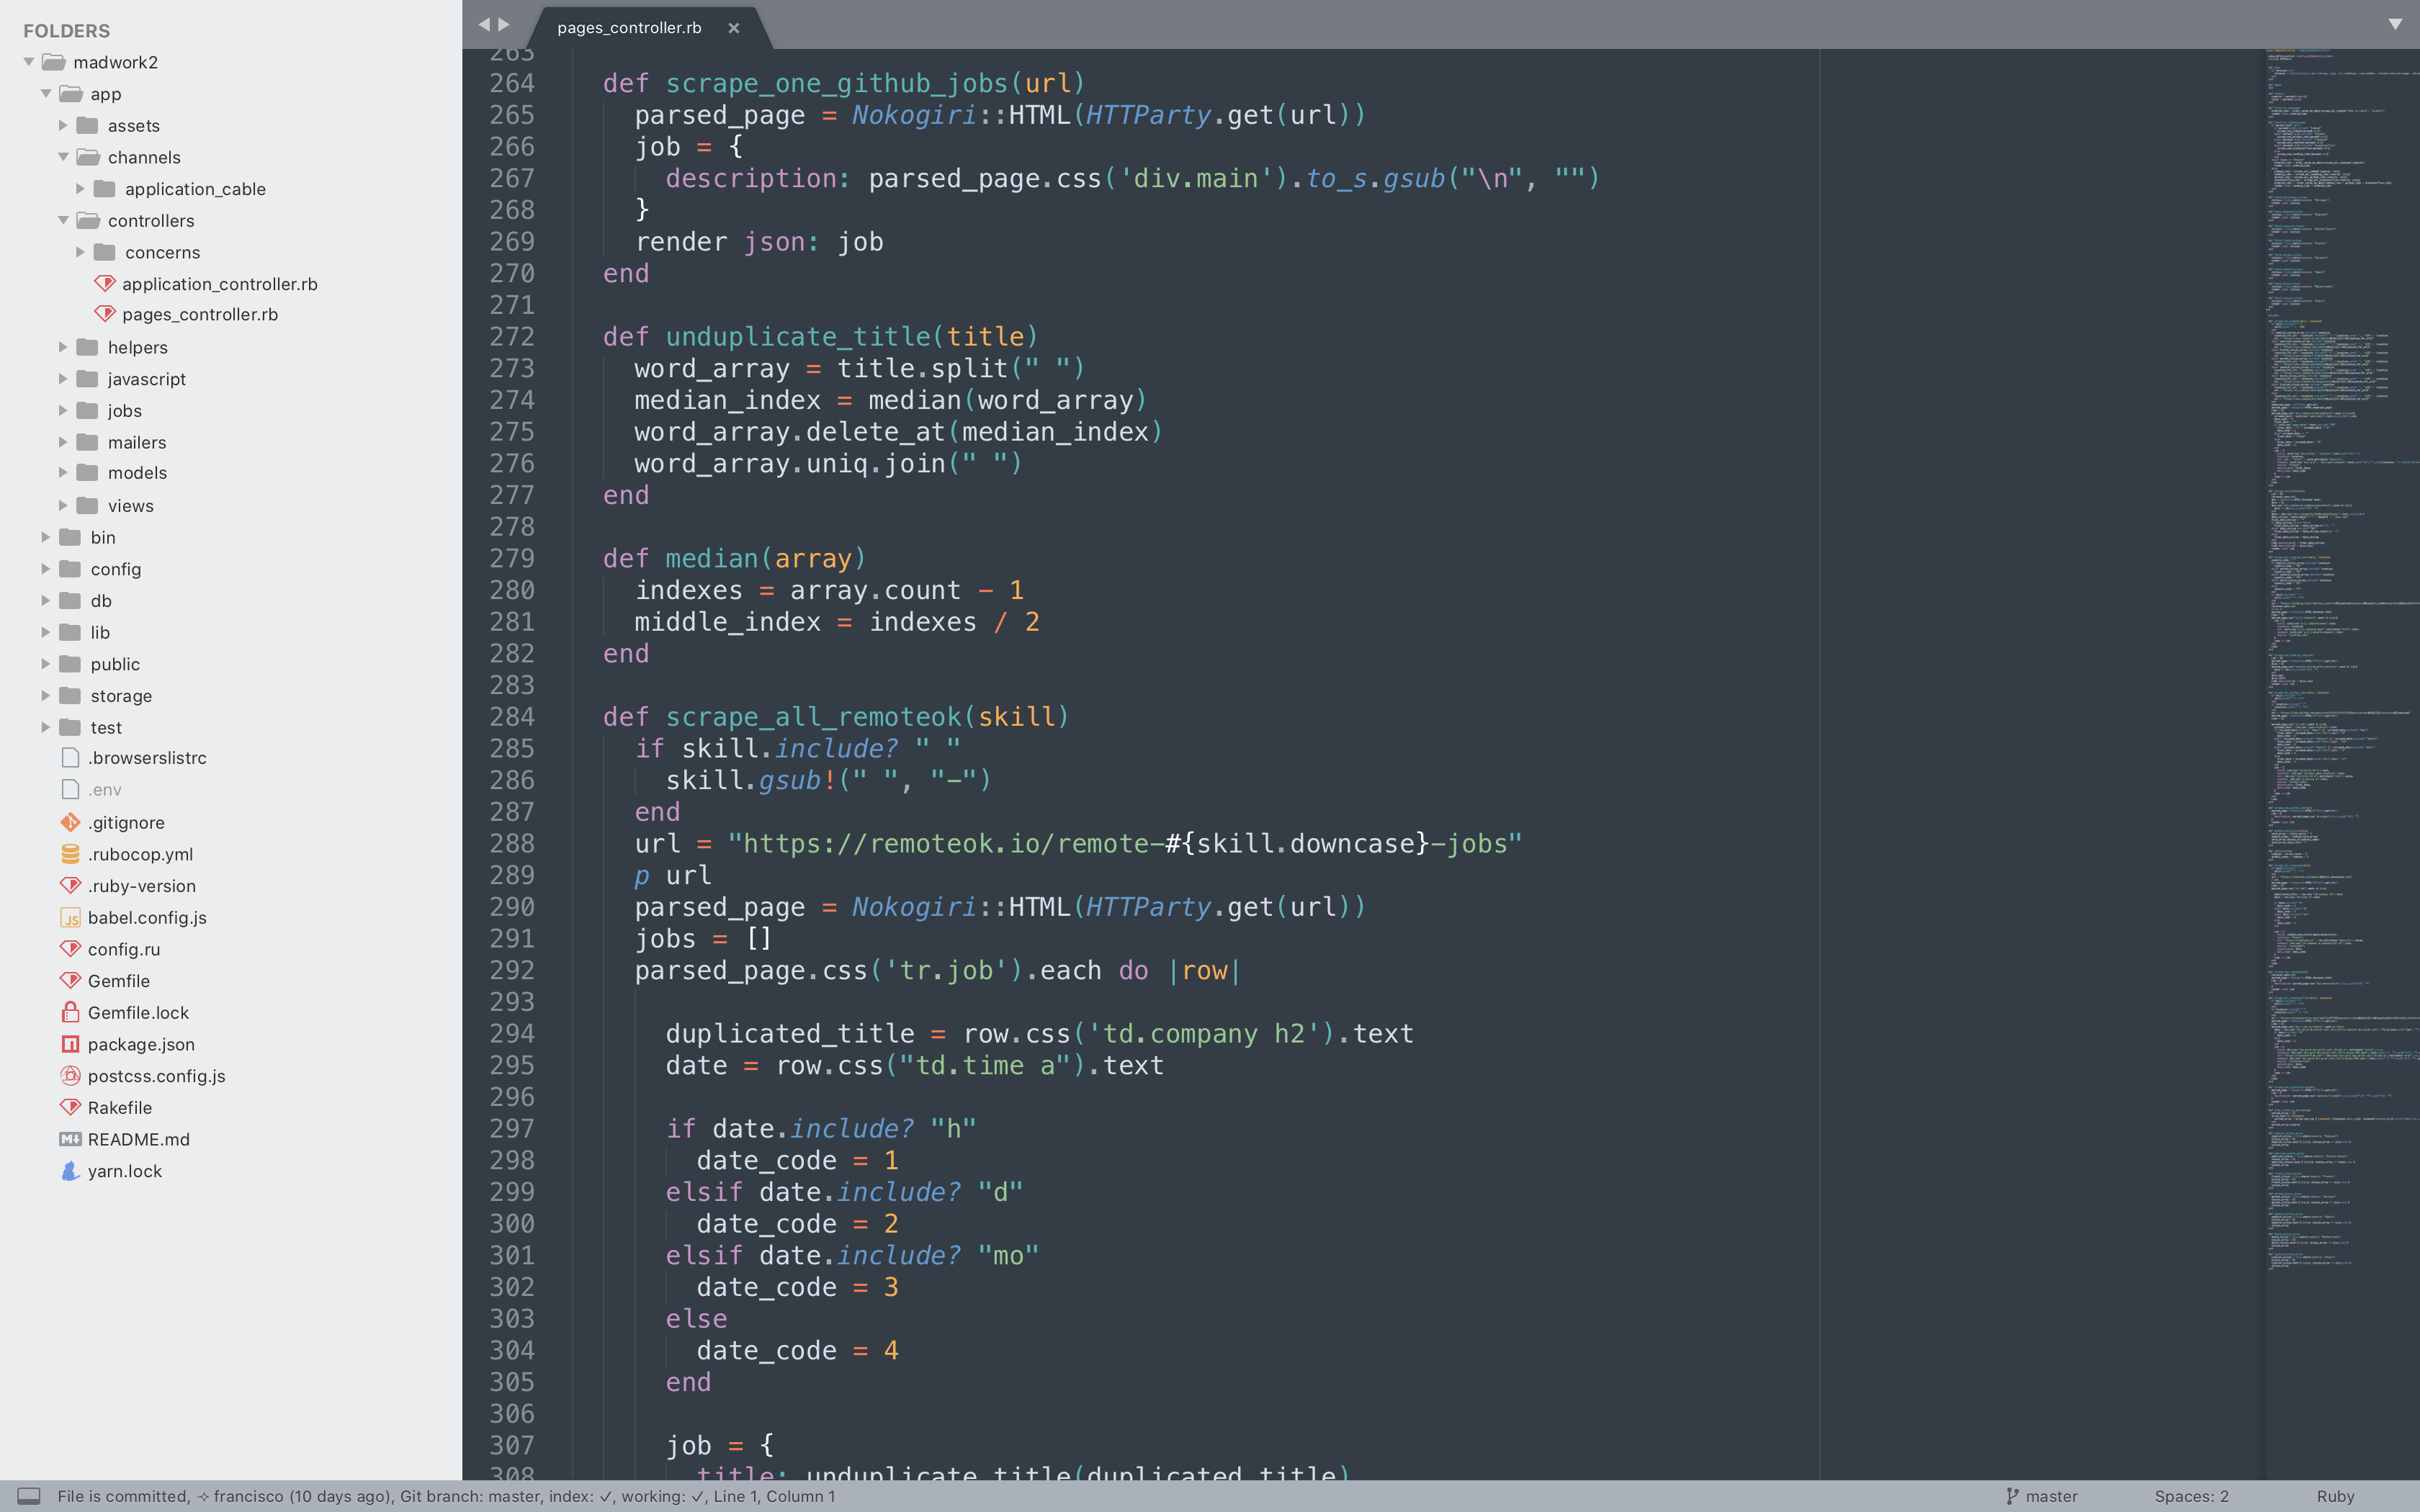 FOLDERS
madwork2
app
assets
channels
application_cable
controllers
concerns
application_controller.rb
pages_controller.rb
helpers
javascript
jobs
mailers
models
views
bin
config
db
lib
public
storage
test
.browserslistrc
.env
.gitignore
.rubocop.yml
.ruby-version
babel.config.js
config.ru
Gemfile
Gemfile.lock
package.json
postcss.config.js
Rakefile
README.md
yarn.lock
pages_controller.rb ×
263
264 def scrape_one_github_jobs(url)
265 parsed_page = Nokogiri::HTML(HTTParty.get(url))
266 job = {
267 description: parsed_page.css('div.main').to_s.gsub("\n", "")
268 }
269 render json: job
270 end
271
272 def unduplicate_title(title)
273 word_array = title.split(" ")
274 median_index = median(word_array)
275 word_array.delete_at(median_index)
276 word_array.uniq.join(" ")
277 end
278
279 def median(array)
280 indexes = array.count - 1
281 middle_index = indexes / 2
282 end
283
284 def scrape_all_remoteok(skill)
285 if skill.include? " "
286 skill.gsub!(" ", "-")
287 end
288 url = "https://remoteok.io/remote-#{skill.downcase}-jobs"
289 p url
290 parsed_page = Nokogiri::HTML(HTTParty.get(url))
291 jobs = []
292 parsed_page.css('tr.job').each do |row|
293
294 duplicated_title = row.css('td.company h2').text
295 date = row.css("td.time a").text
296
297 if date.include? "h"
298 date_code = 1
299 elsif date.include? "d"
300 date_code = 2
301 elsif date.include? "mo"
302 date_code = 3
303 else
304 date_code = 4
305 end
306
307 job = {
308 title: unduplicate_title(duplicated_title)
File is committed, ⊹ francisco (10 days ago), Git branch: master, index: ✓, working: ✓, Line 1, Column 1
master
Spaces: 2
Ruby